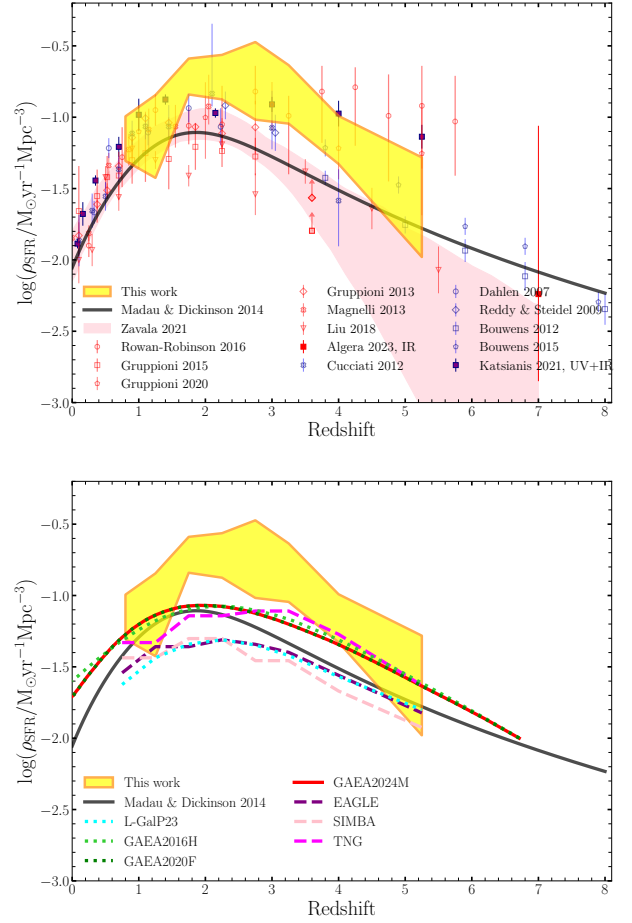 −0.5
−1.0
−1.5
−2.0
−2.5
−3.0
log(ρSFR/M⊙yr−1Mpc−3)
This work
Madau & Dickinson 2014
Zavala 2021
Rowan-Robinson 2016
Gruppioni 2015
Gruppioni 2020
Gruppioni 2013
Magnelli 2013
Liu 2018
Algera 2023, IR
Cucciati 2012
Dahlen 2007
Reddy & Steidel 2009
Bouwens 2012
Bouwens 2015
Katsianis 2021, UV+IR
0 1 2 3 4 5 6 7 8
Redshift
−0.5
−1.0
−1.5
−2.0
−2.5
−3.0
log(ρSFR/M⊙yr−1Mpc−3)
This work
Madau & Dickinson 2014
L-GalP23
GAEA2016H
GAEA2020F
GAEA2024M
EAGLE
SIMBA
TNG
0 1 2 3 4 5 6 7 8
Redshift